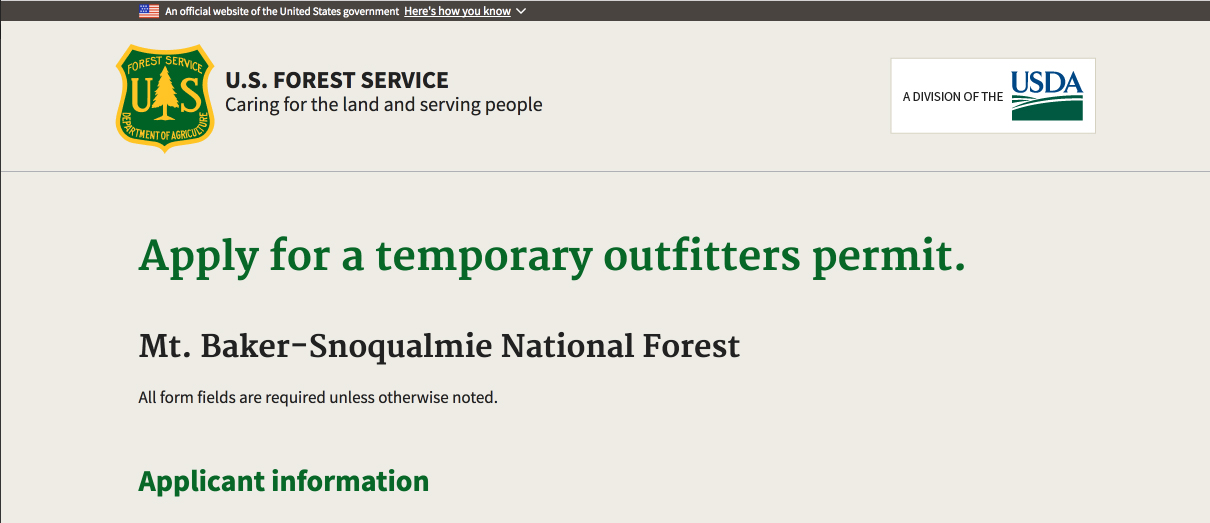 An official website of the United States government Here's how you know
FOREST SERVICE
US
DEPARTMENT OF AGRICULTURE
U.S. FOREST SERVICE
Caring for the land and serving people
A DIVISION OF THE USDA
Apply for a temporary outfitters permit.
Mt. Baker-Snoqualmie National Forest
All form fields are required unless otherwise noted.
Applicant information